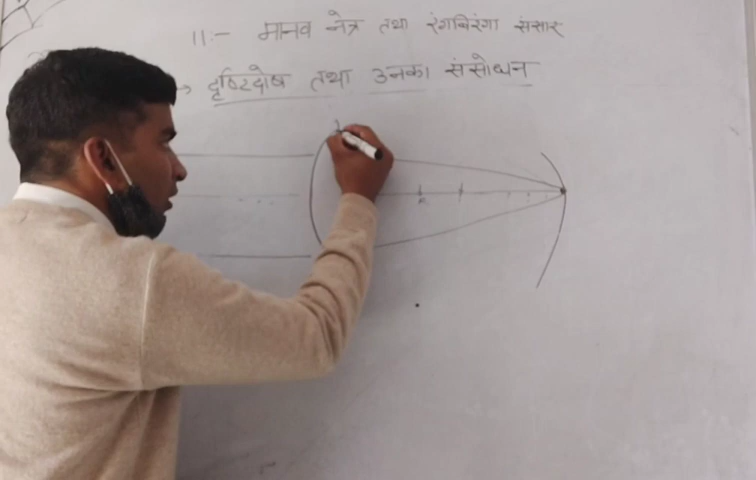 11:- मानव नेत्र तथा रंगबिरंगा संसार
→ दृष्टिदोष तथा उनका संसोधन